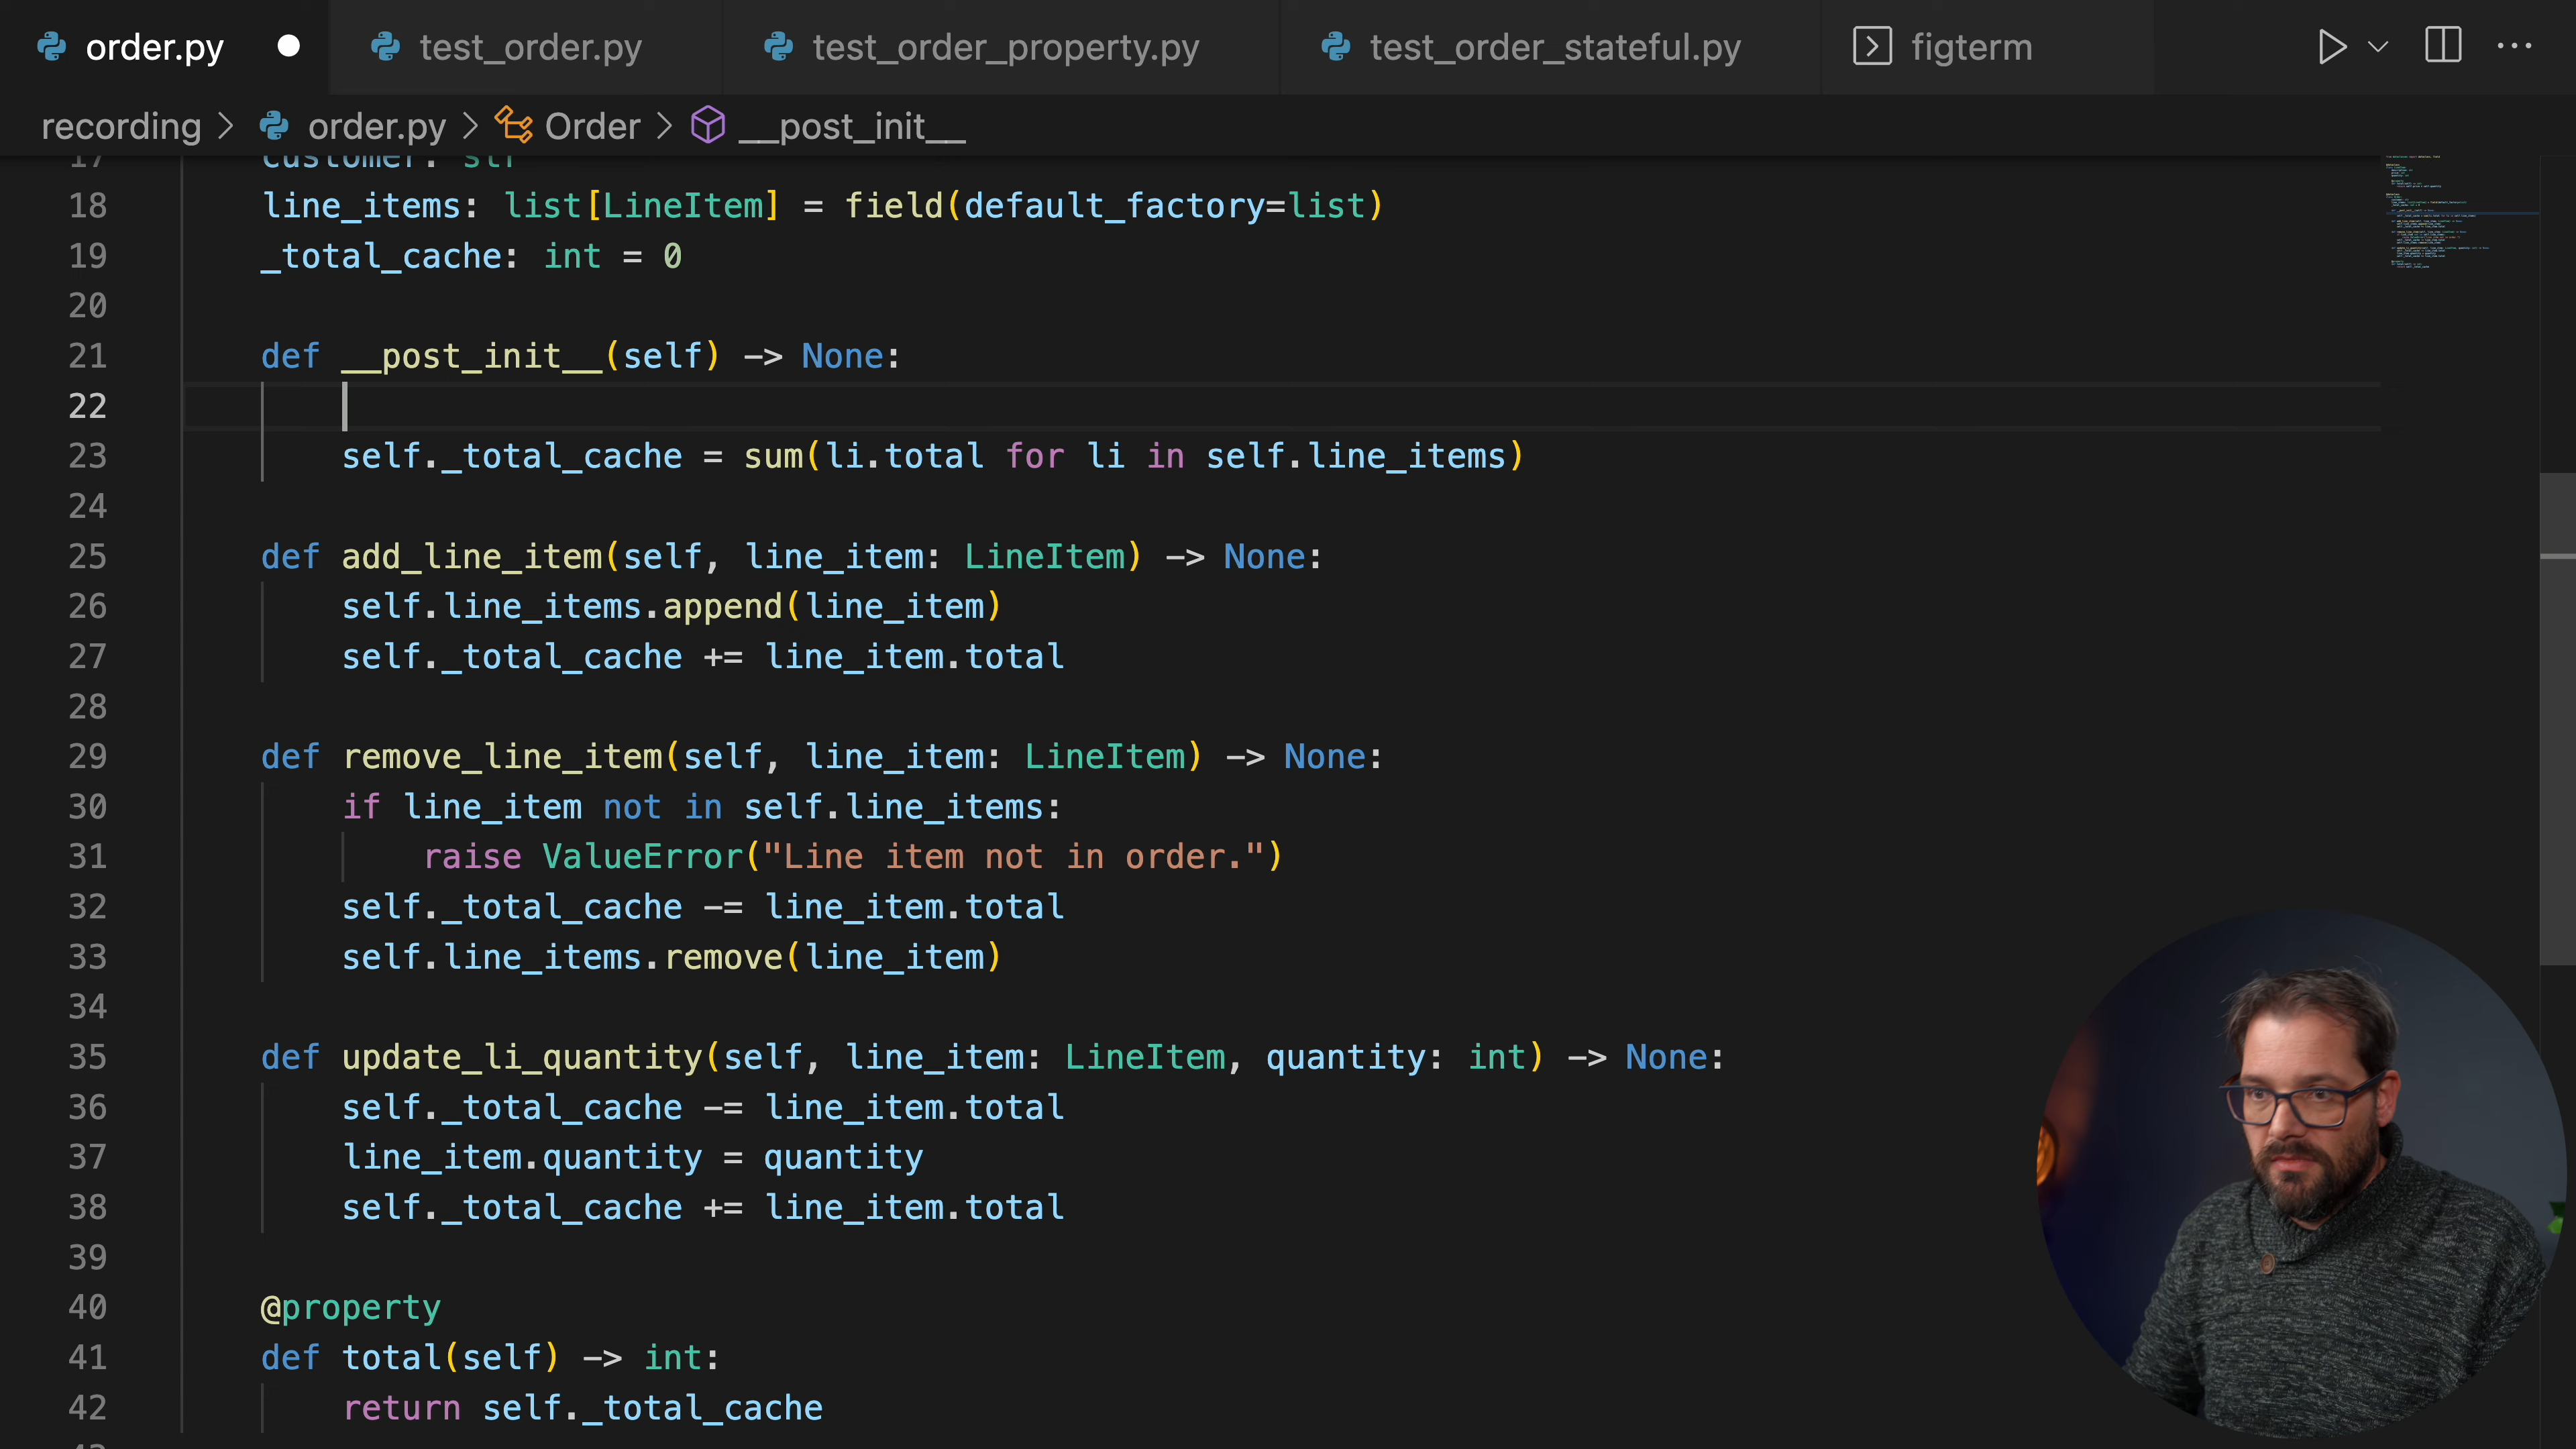 order.py
test_order.py
test_order_property.py
test_order_stateful.py
figterm
recording > order.py > Order > __post_init__
17 customer: str
18 line_items: list[LineItem] = field(default_factory=list)
19 _total_cache: int = 0
20
21 def __post_init__(self) -> None:
22
23 self._total_cache = sum(li.total for li in self.line_items)
24
25 def add_line_item(self, line_item: LineItem) -> None:
26 self.line_items.append(line_item)
27 self._total_cache += line_item.total
28
29 def remove_line_item(self, line_item: LineItem) -> None:
30 if line_item not in self.line_items:
31 raise ValueError("Line item not in order.")
32 self._total_cache -= line_item.total
33 self.line_items.remove(line_item)
34
35 def update_li_quantity(self, line_item: LineItem, quantity: int) -> None:
36 self._total_cache -= line_item.total
37 line_item.quantity = quantity
38 self._total_cache += line_item.total
39
40 @property
41 def total(self) -> int:
42 return self._total_cache